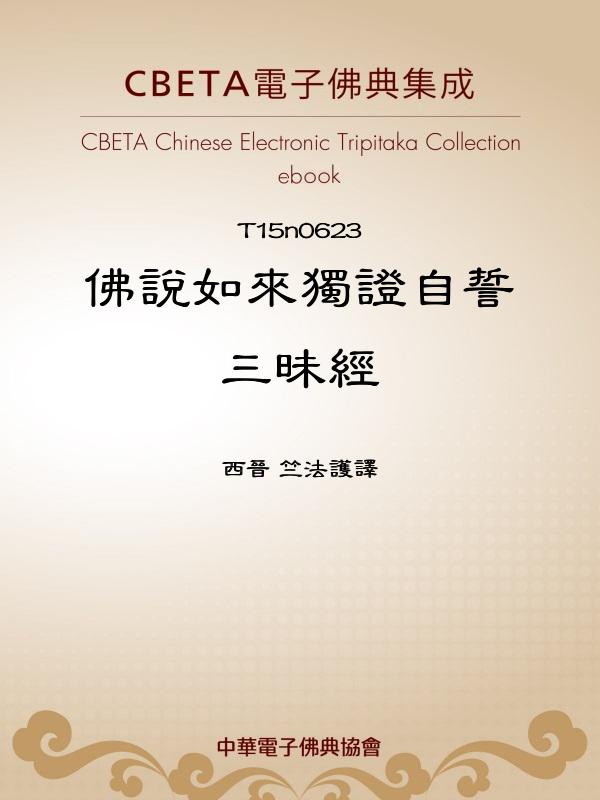 CBETA電子佛典集成
CBETA Chinese Electronic Tripitaka Collection
ebook
T15n0623
佛說如來獨證自誓
三昧經
西晉 竺法護譯
中華電子佛典協會